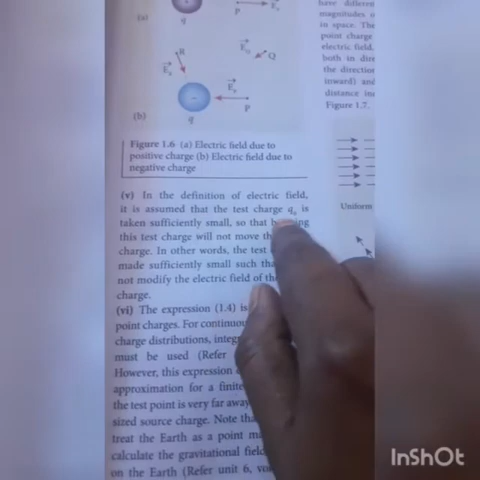 (a)
q
P
E
have differen
magnitudes o
in space. The
point charge
electric field,
both in dire
the direction
inward) and
distance inc
Figure 1.7.
R
Q
P
(b)
q
Figure 1.6 (a) Electric field due to
positive charge (b) Electric field due to
negative charge
(v) In the definition of electric field,
it is assumed that the test charge q₀ is
taken sufficiently small, so that b
this test charge will not move th
charge. In other words, the test
made sufficiently small such tha
not modify the electric field of th
charge.
Uniform
(vi) The expression (1.4) is
point charges. For continuou
charge distributions, integ
must be used (Refer
However, this expression
approximation for a finite
the test point is very far away
sized source charge. Note tha
treat the Earth as a point m
calculate the gravitational field
on the Earth (Refer unit 6, vo
InShOt